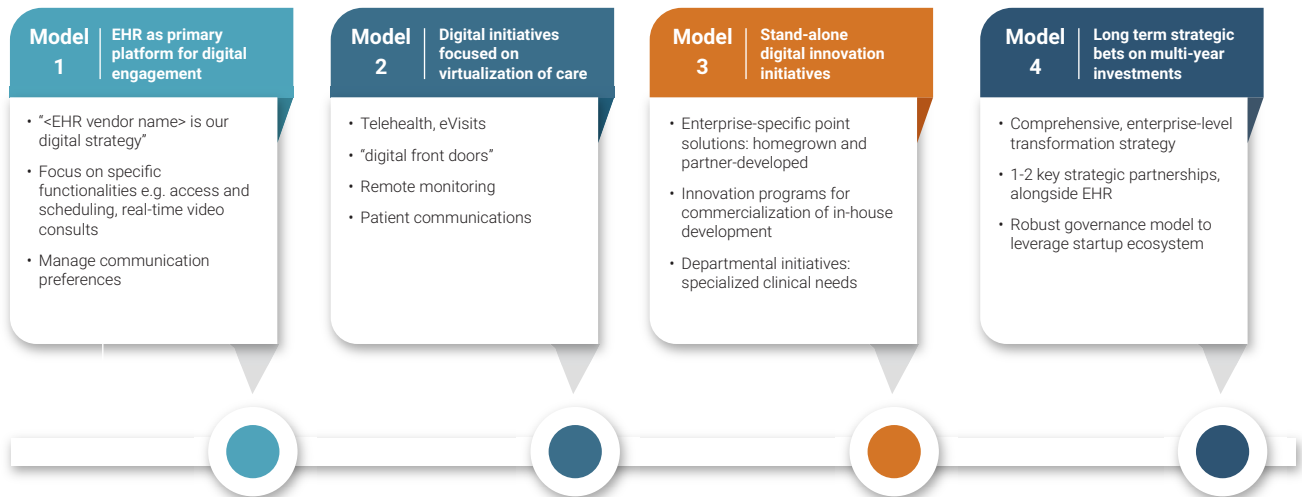 Model 1
EHR as primary
platform for digital
engagement
• “<EHR vendor name> is our
digital strategy”
• Focus on specific
functionalities e.g. access and
scheduling, real-time video
consults
• Manage communication
preferences
Model 2
Digital initiatives
focused on
virtualization of care
• Telehealth, eVisits
• “digital front doors”
• Remote monitoring
• Patient communications
Model 3
Stand-alone
digital innovation
initiatives
• Enterprise-specific point
solutions: homegrown and
partner-developed
• Innovation programs for
commercialization of in-house
development
• Departmental initiatives:
specialized clinical needs
Model 4
Long term strategic
bets on multi-year
investments
• Comprehensive, enterprise-level
transformation strategy
• 1-2 key strategic partnerships,
alongside EHR
• Robust governance model to
leverage startup ecosystem